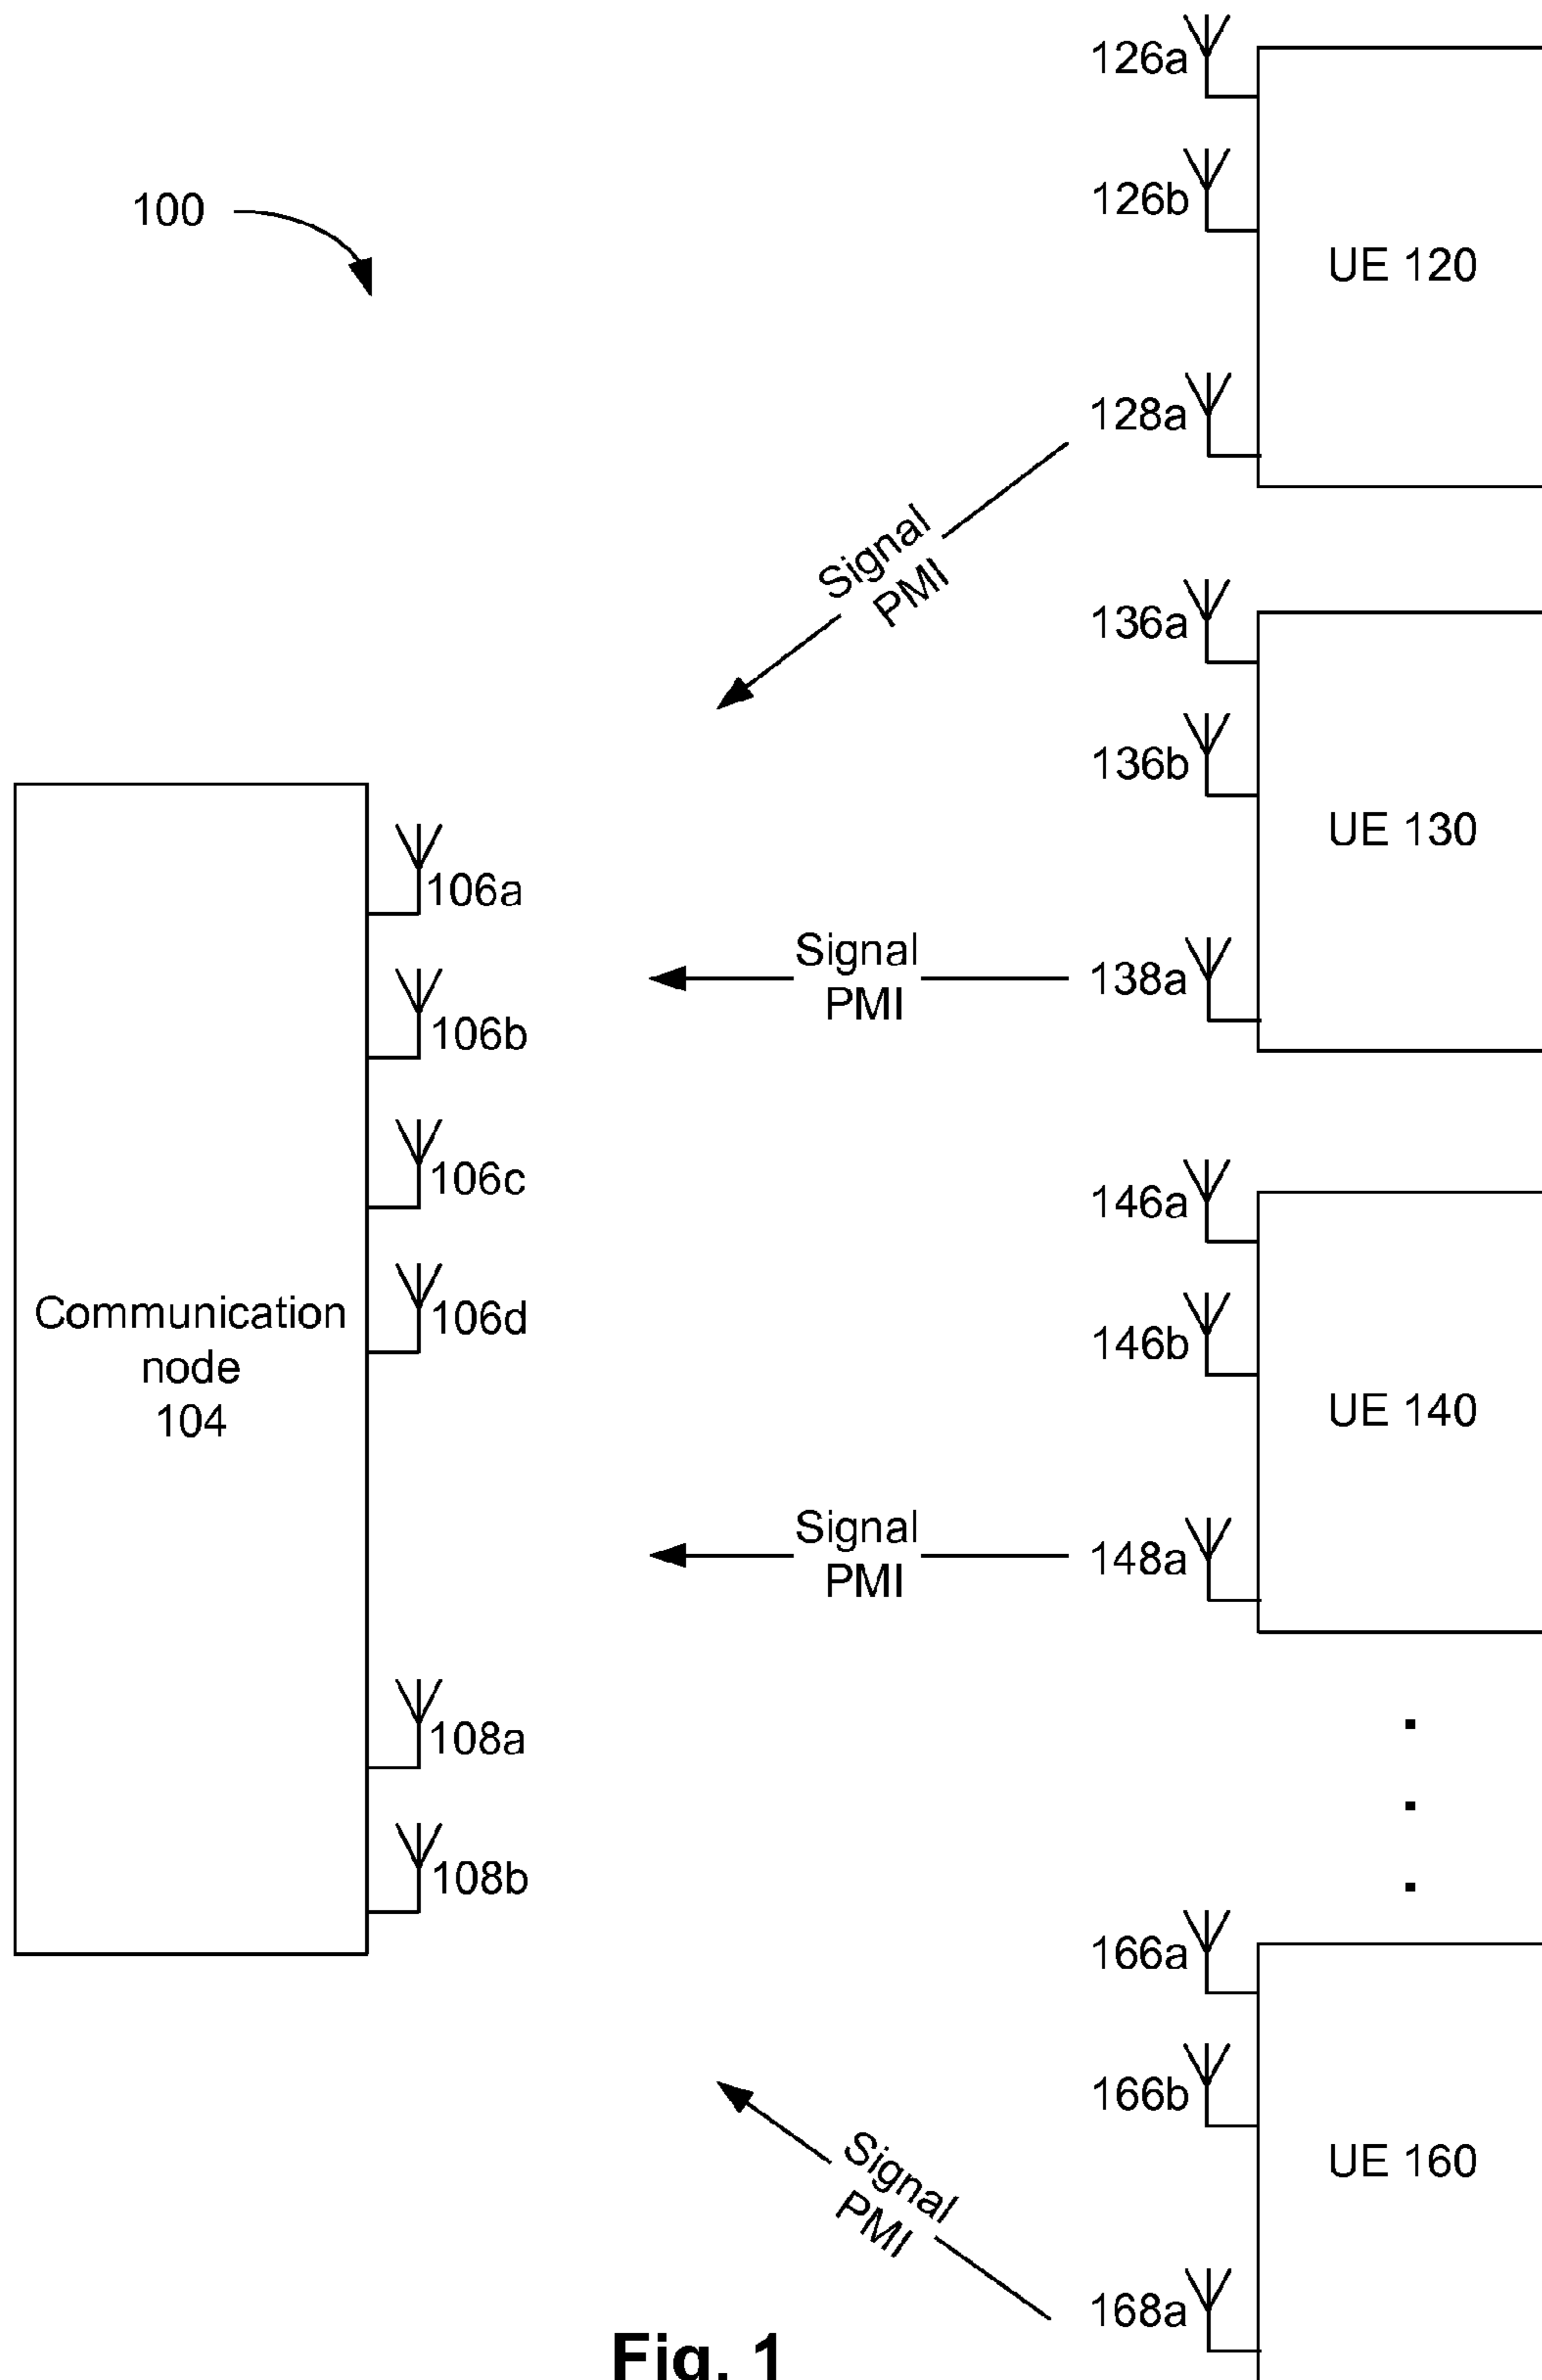 100
126a
126b
UE 120
128a
Signal
PMI
136a
136b
UE 130
138a
Signal
PMI
106a
106b
106c
106d
Communication
node
104
108a
108b
146a
146b
UE 140
148a
Signal
PMI
166a
166b
UE 160
168a
Signal
PMI
Fig. 1